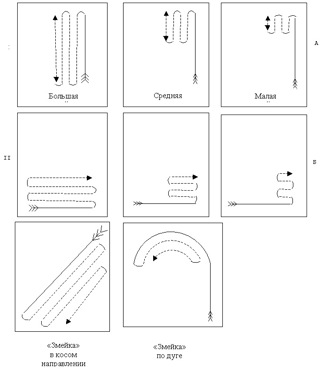 I
А
Большая
Средняя
Малая
II
Б
«Змейка»
в косом
направлении
«Змейка»
по дуге